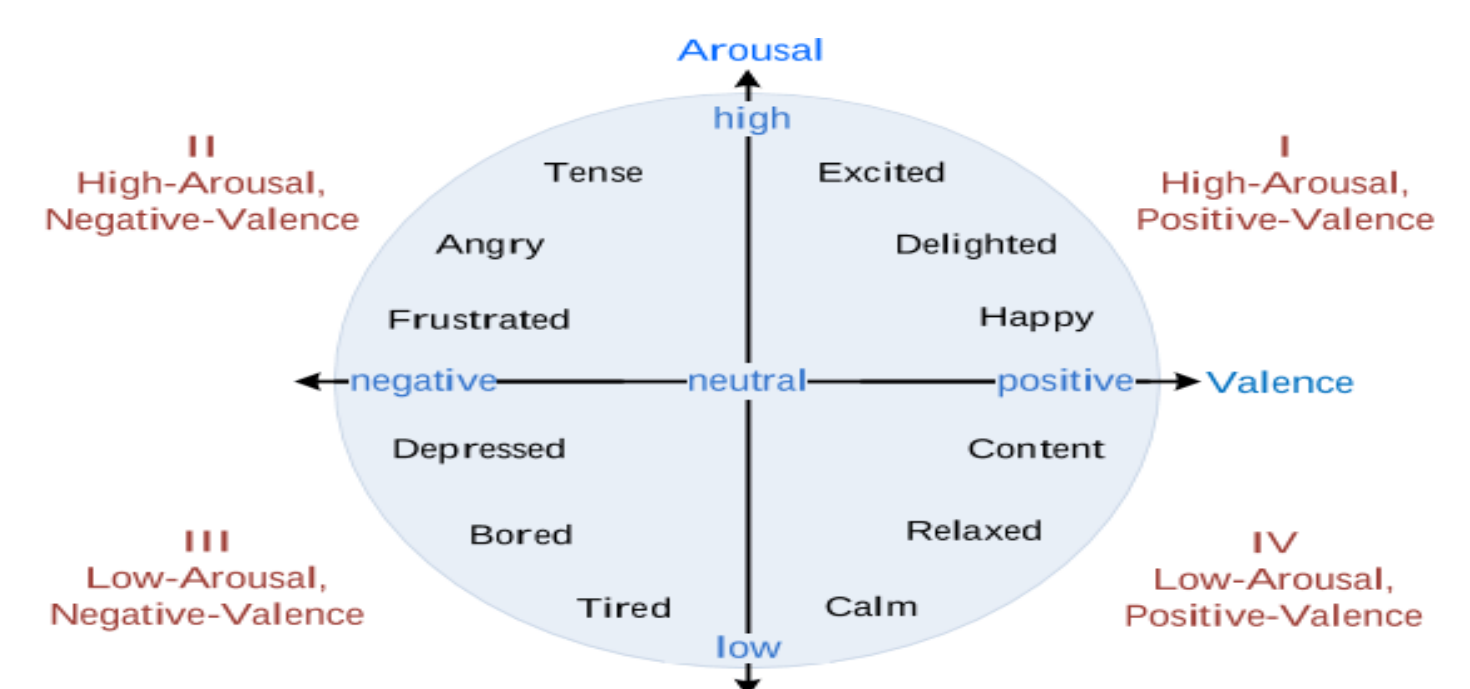 Arousal
high
II
High-Arousal,
Negative-Valence
I
High-Arousal,
Positive-Valence
Tense
Excited
Angry
Delighted
Frustrated
Happy
negative
neutral
positive
Valence
Depressed
Content
Bored
Relaxed
III
Low-Arousal,
Negative-Valence
IV
Low-Arousal,
Positive-Valence
Tired
Calm
low